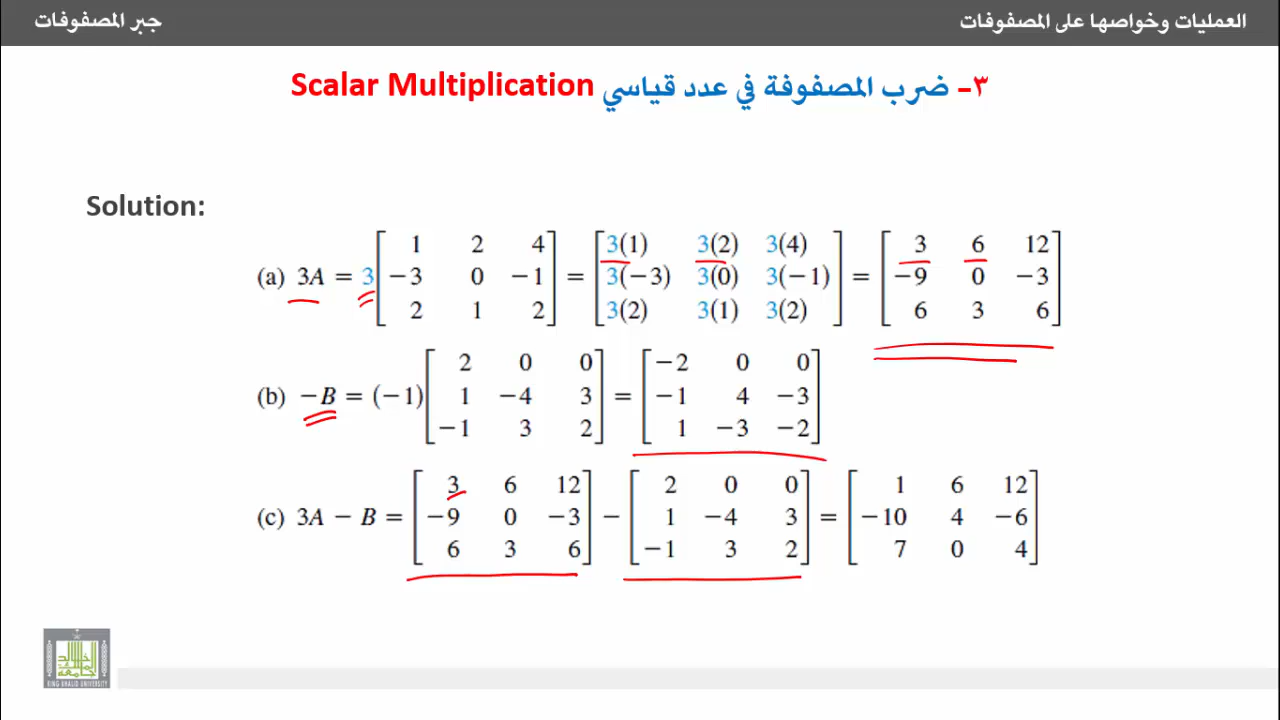 العمليات وخواصها على المصفوفات
جبر المصفوفات
٣- ضرب المصفوفة في عدد قياسي Scalar Multiplication
Solution:
(a) 3A = 3 [ 1 2 4 ; −3 0 −1 ; 2 1 2 ] = [ 3(1) 3(2) 3(4) ; 3(−3) 3(0) 3(−1) ; 3(2) 3(1) 3(2) ] = [ 3 6 12 ; −9 0 −3 ; 6 3 6 ]
(b) −B = (−1) [ 2 0 0 ; 1 −4 3 ; −1 3 2 ] = [ −2 0 0 ; −1 4 −3 ; 1 −3 −2 ]
(c) 3A − B = [ 3 6 12 ; −9 0 −3 ; 6 3 6 ] − [ 2 0 0 ; 1 −4 3 ; −1 3 2 ] = [ 1 6 12 ; −10 4 −6 ; 7 0 4 ]
KING KHALID UNIVERSITY